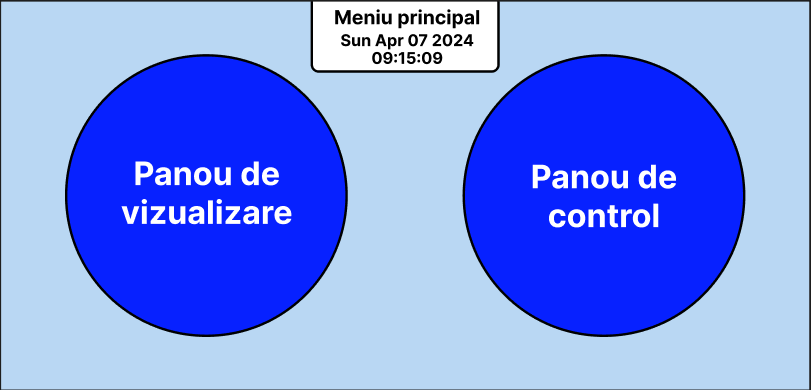 Meniu principal
Sun Apr 07 2024
09:15:09
Panou de
vizualizare
Panou de
control